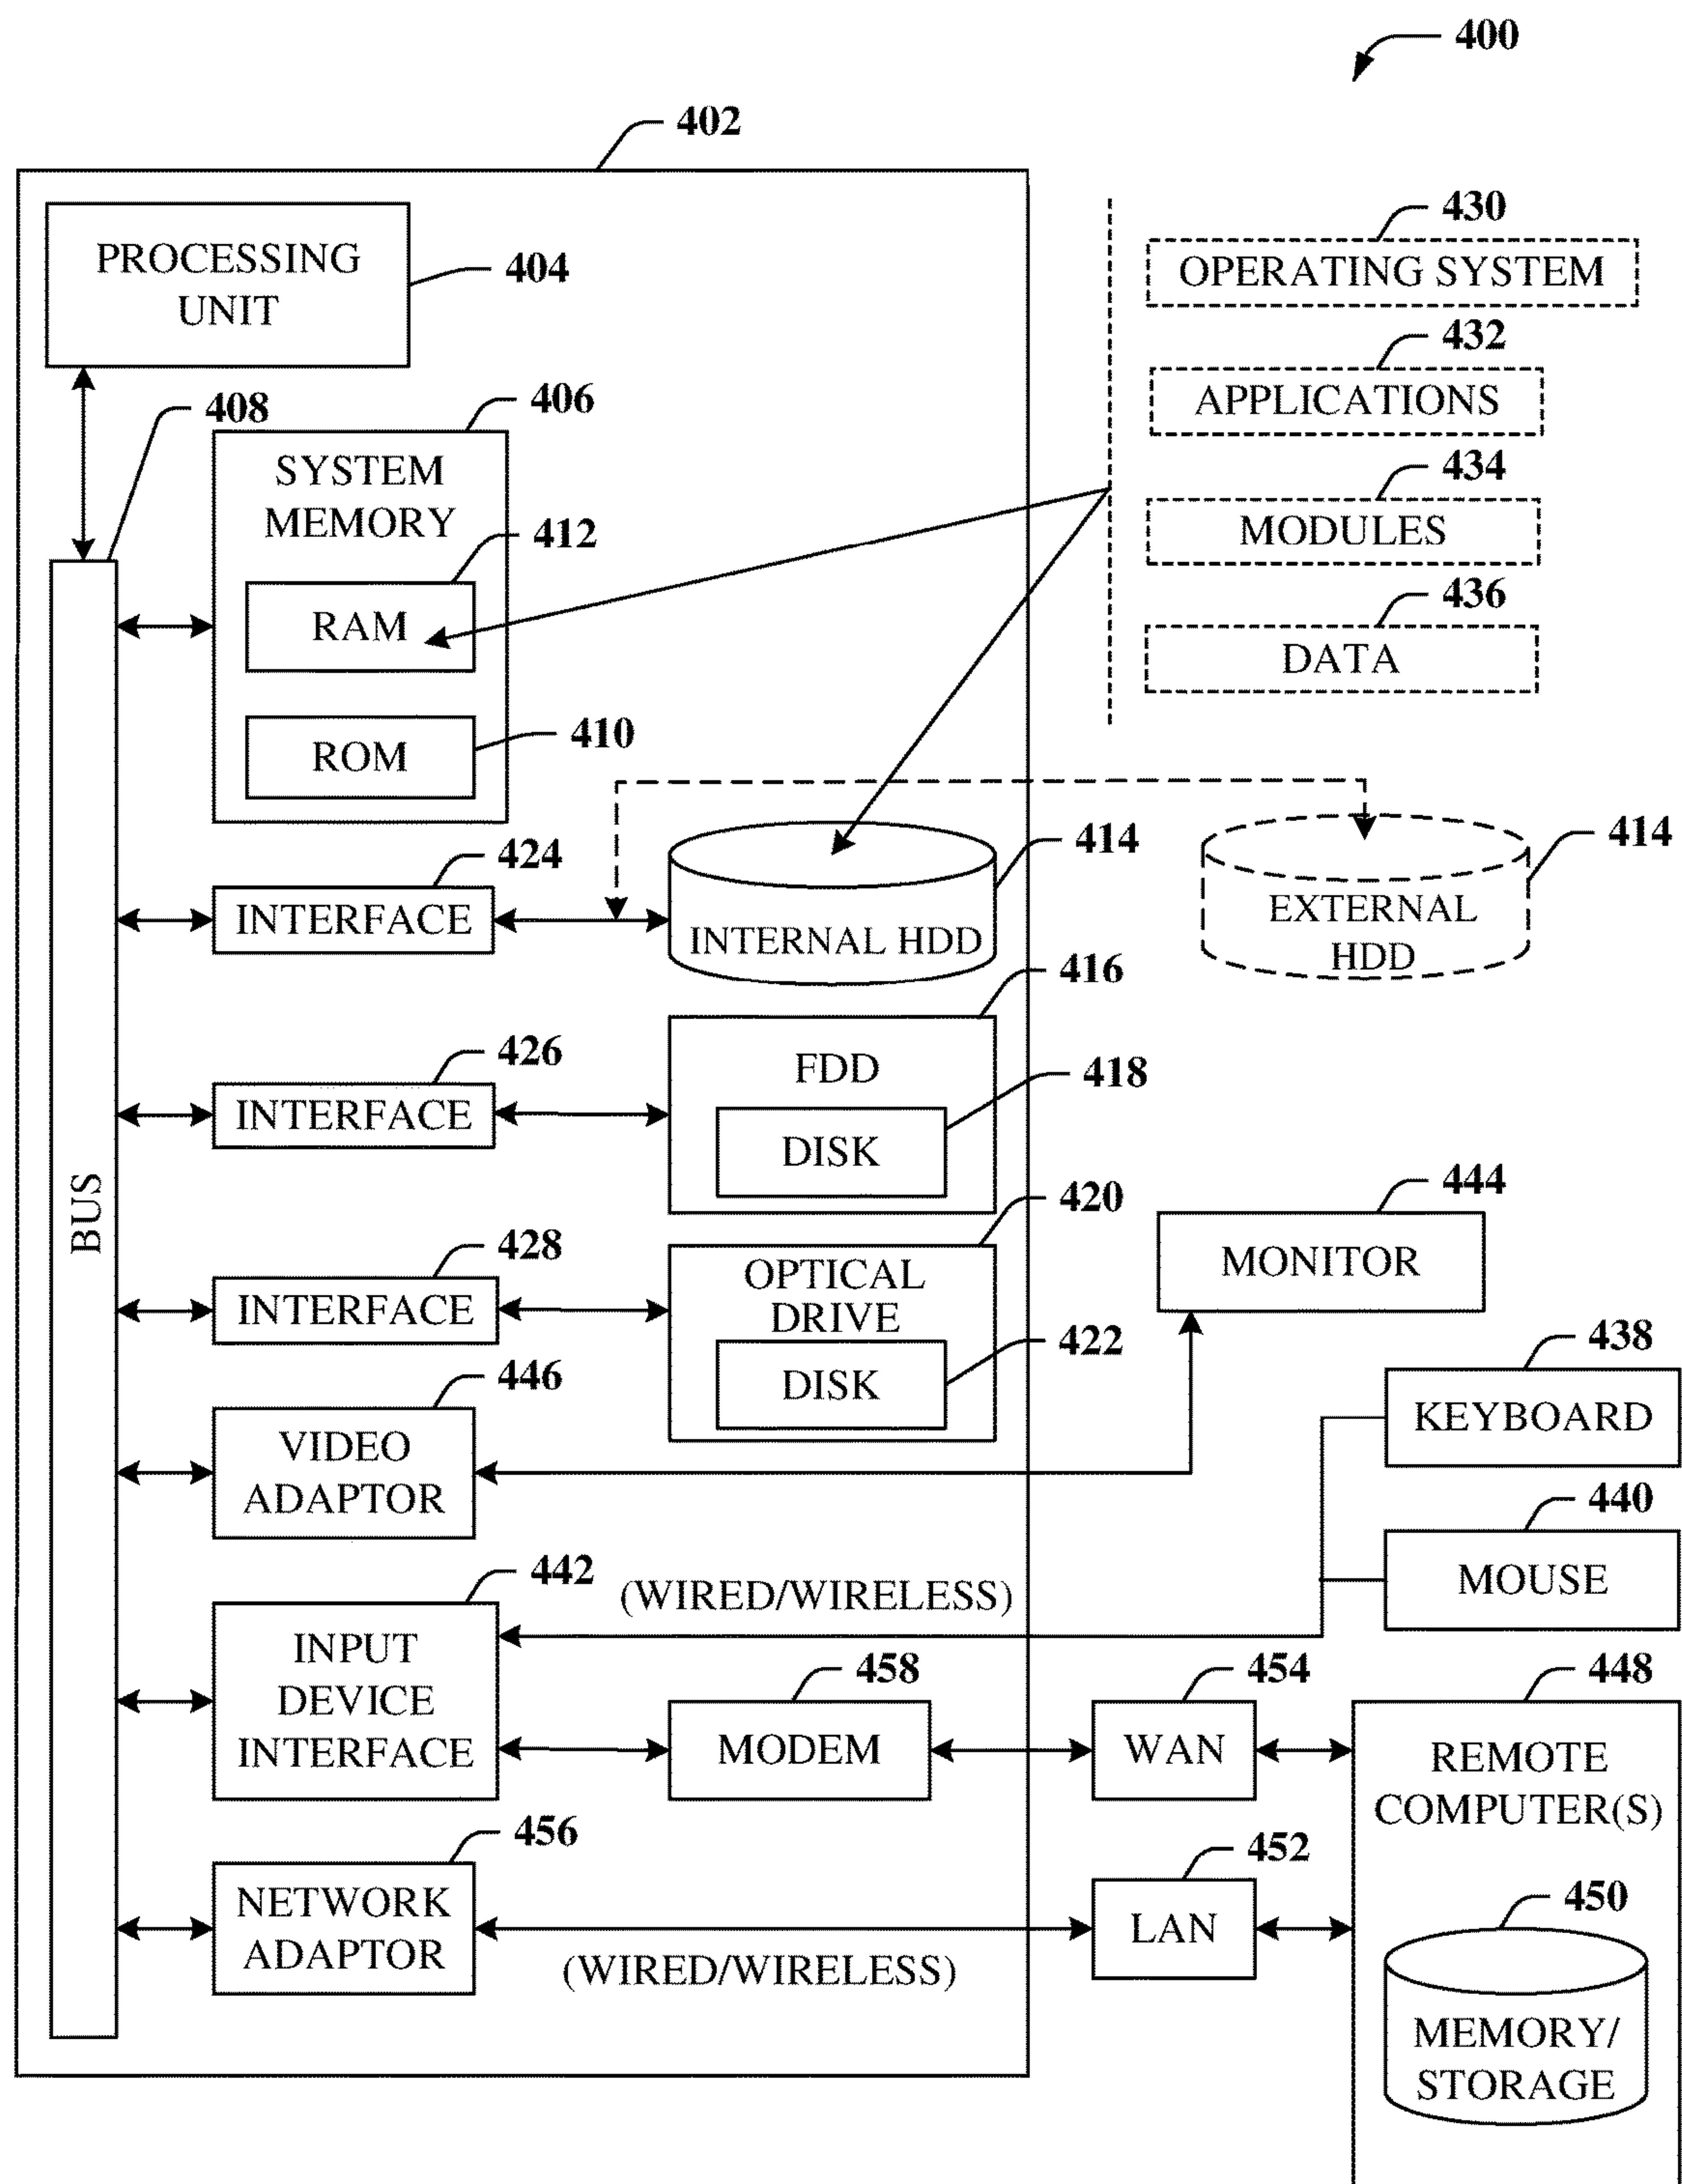 400
402
PROCESSING
UNIT
404
430
OPERATING SYSTEM
432
APPLICATIONS
434
MODULES
436
DATA
408
406
SYSTEM
MEMORY
412
RAM
410
ROM
424
INTERFACE
414
INTERNAL HDD
414
EXTERNAL
HDD
416
FDD
418
DISK
426
INTERFACE
BUS
420
OPTICAL
DRIVE
422
DISK
428
INTERFACE
444
MONITOR
446
VIDEO
ADAPTOR
438
KEYBOARD
440
MOUSE
442
(WIRED/WIRELESS)
INPUT
DEVICE
INTERFACE
458
MODEM
454
WAN
448
REMOTE
COMPUTER(S)
456
NETWORK
ADAPTOR
(WIRED/WIRELESS)
452
LAN
450
MEMORY/
STORAGE